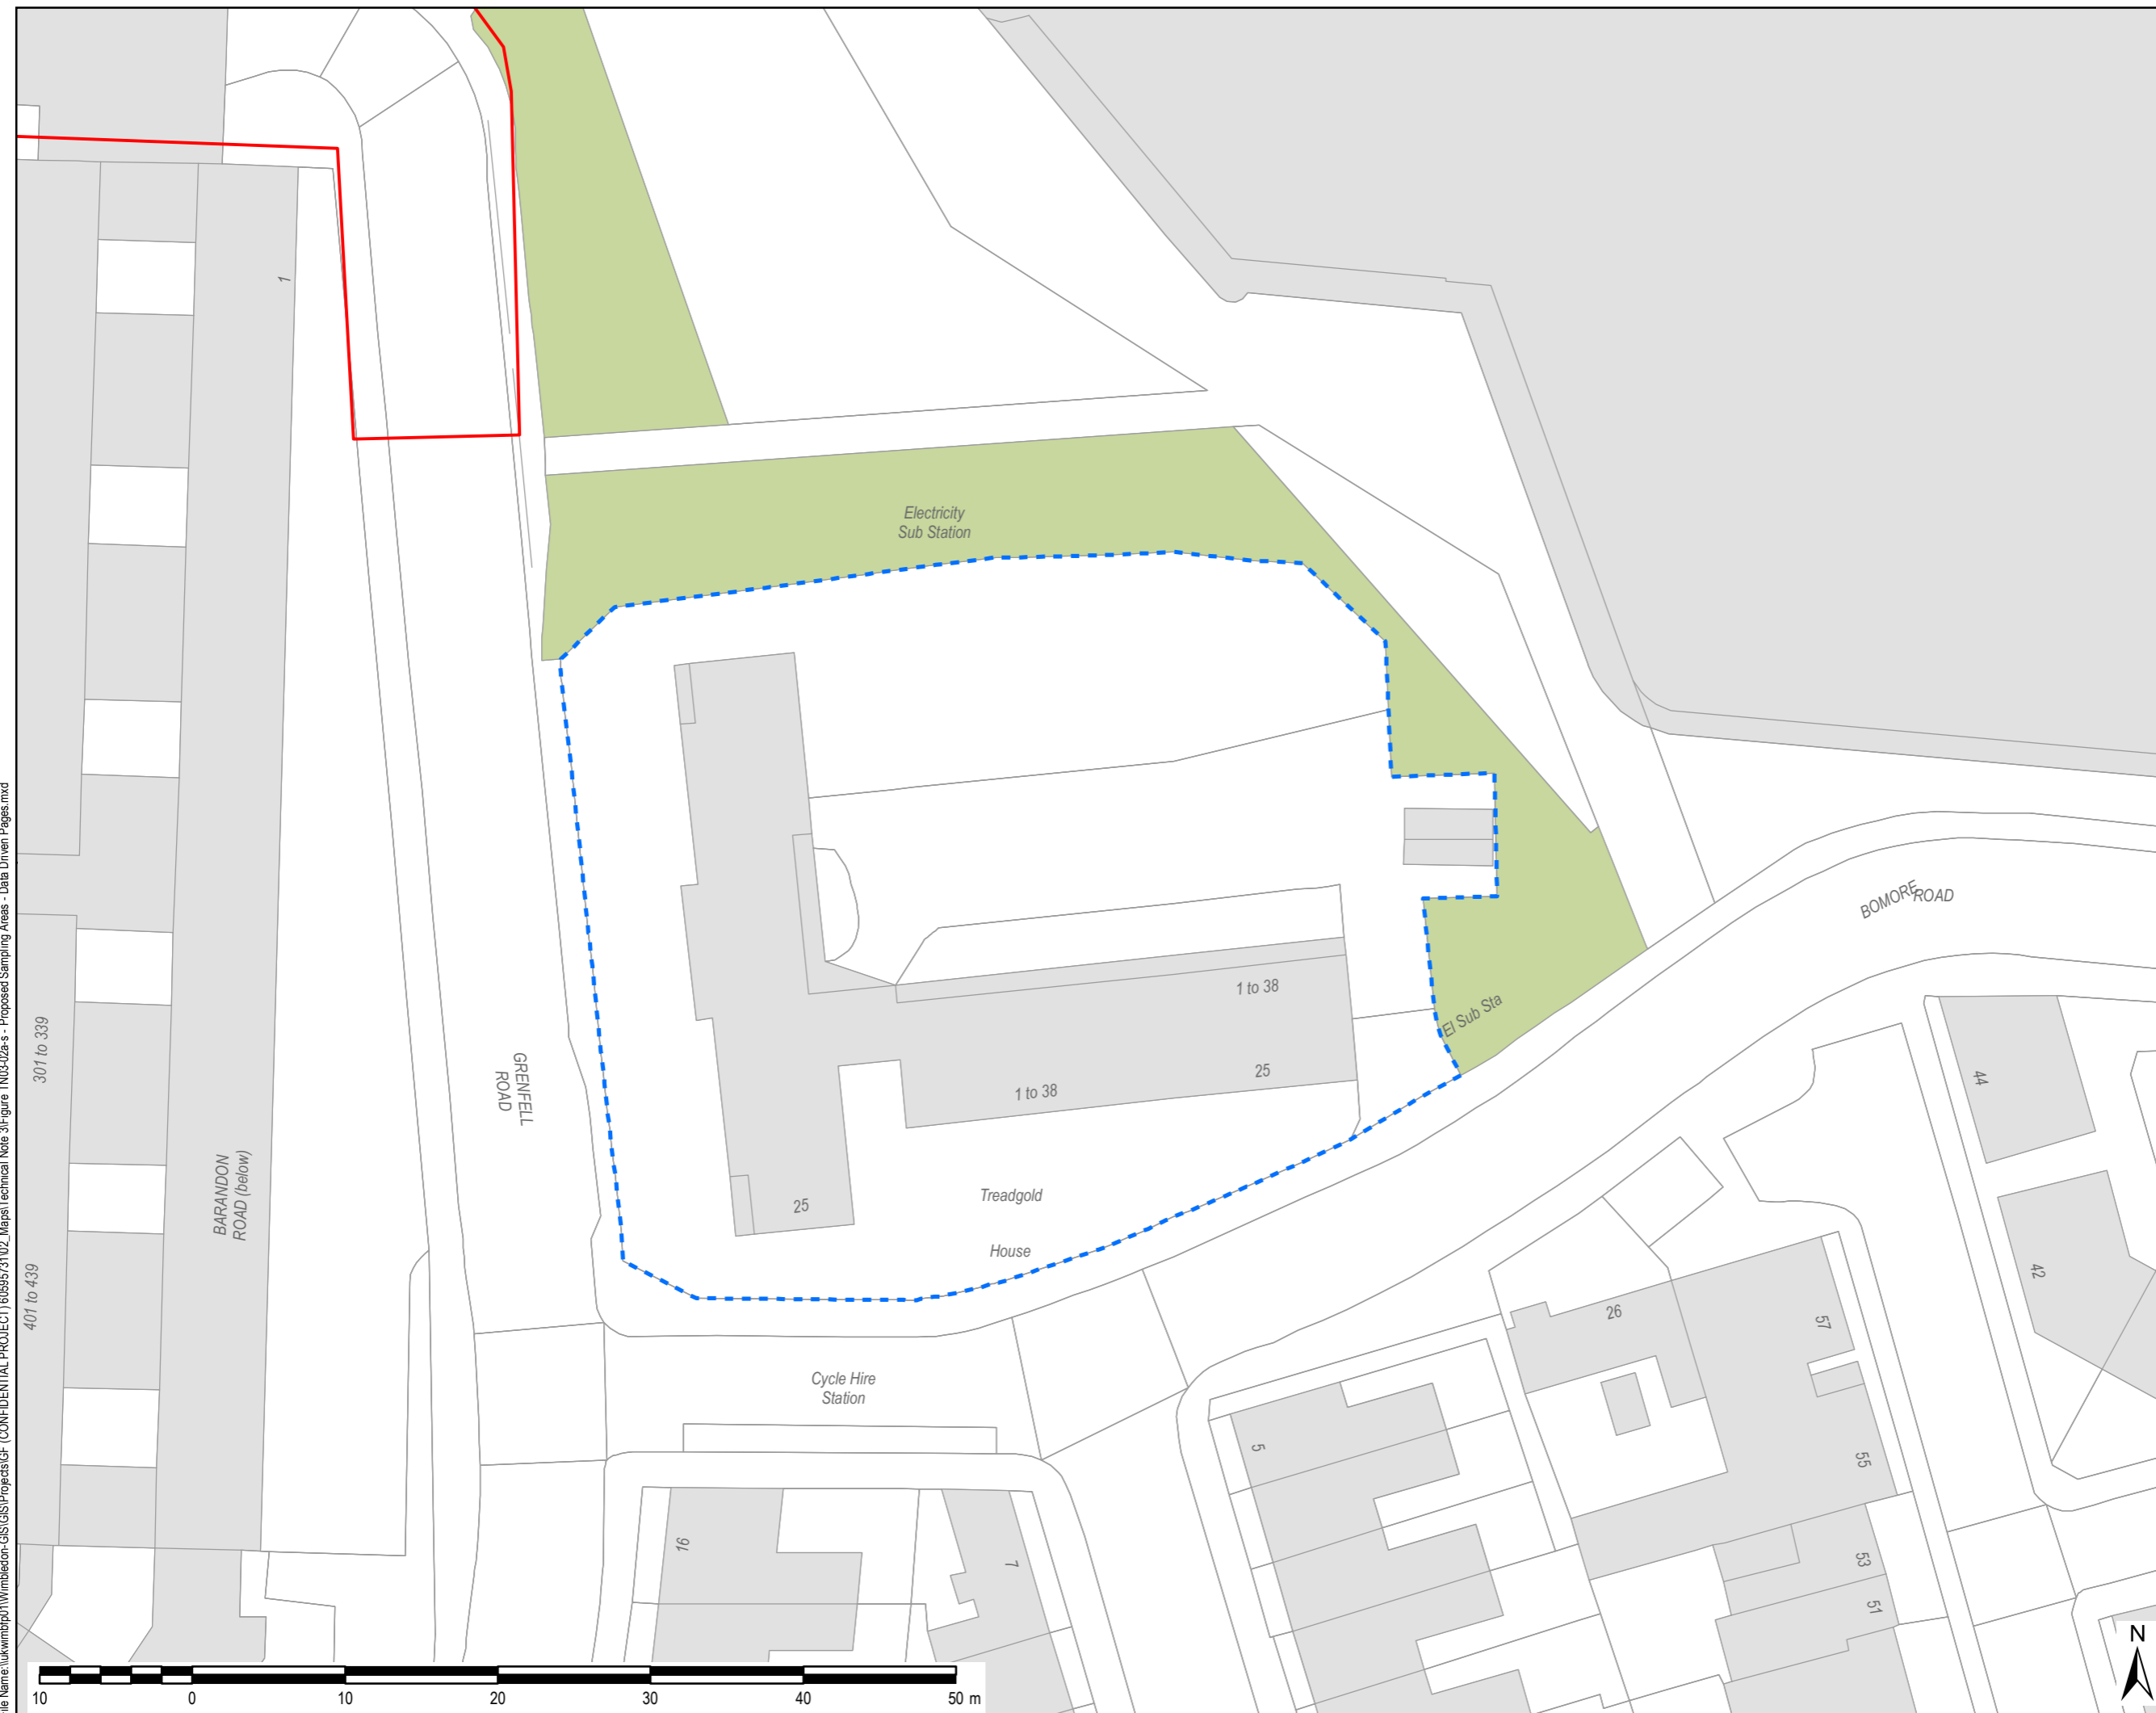 1
Electricity
Sub Station
BOMORE
ROAD
1 to 38
El Sub Sta
25
1 to 38
GRENFELL
ROAD
301 to 339
BARANDON
ROAD (below)
401 to 439
25
Treadgold
House
44
42
26
57
Cycle Hire
Station
5
55
16
7
53
51
N
10
0
10
20
30
40
50 m